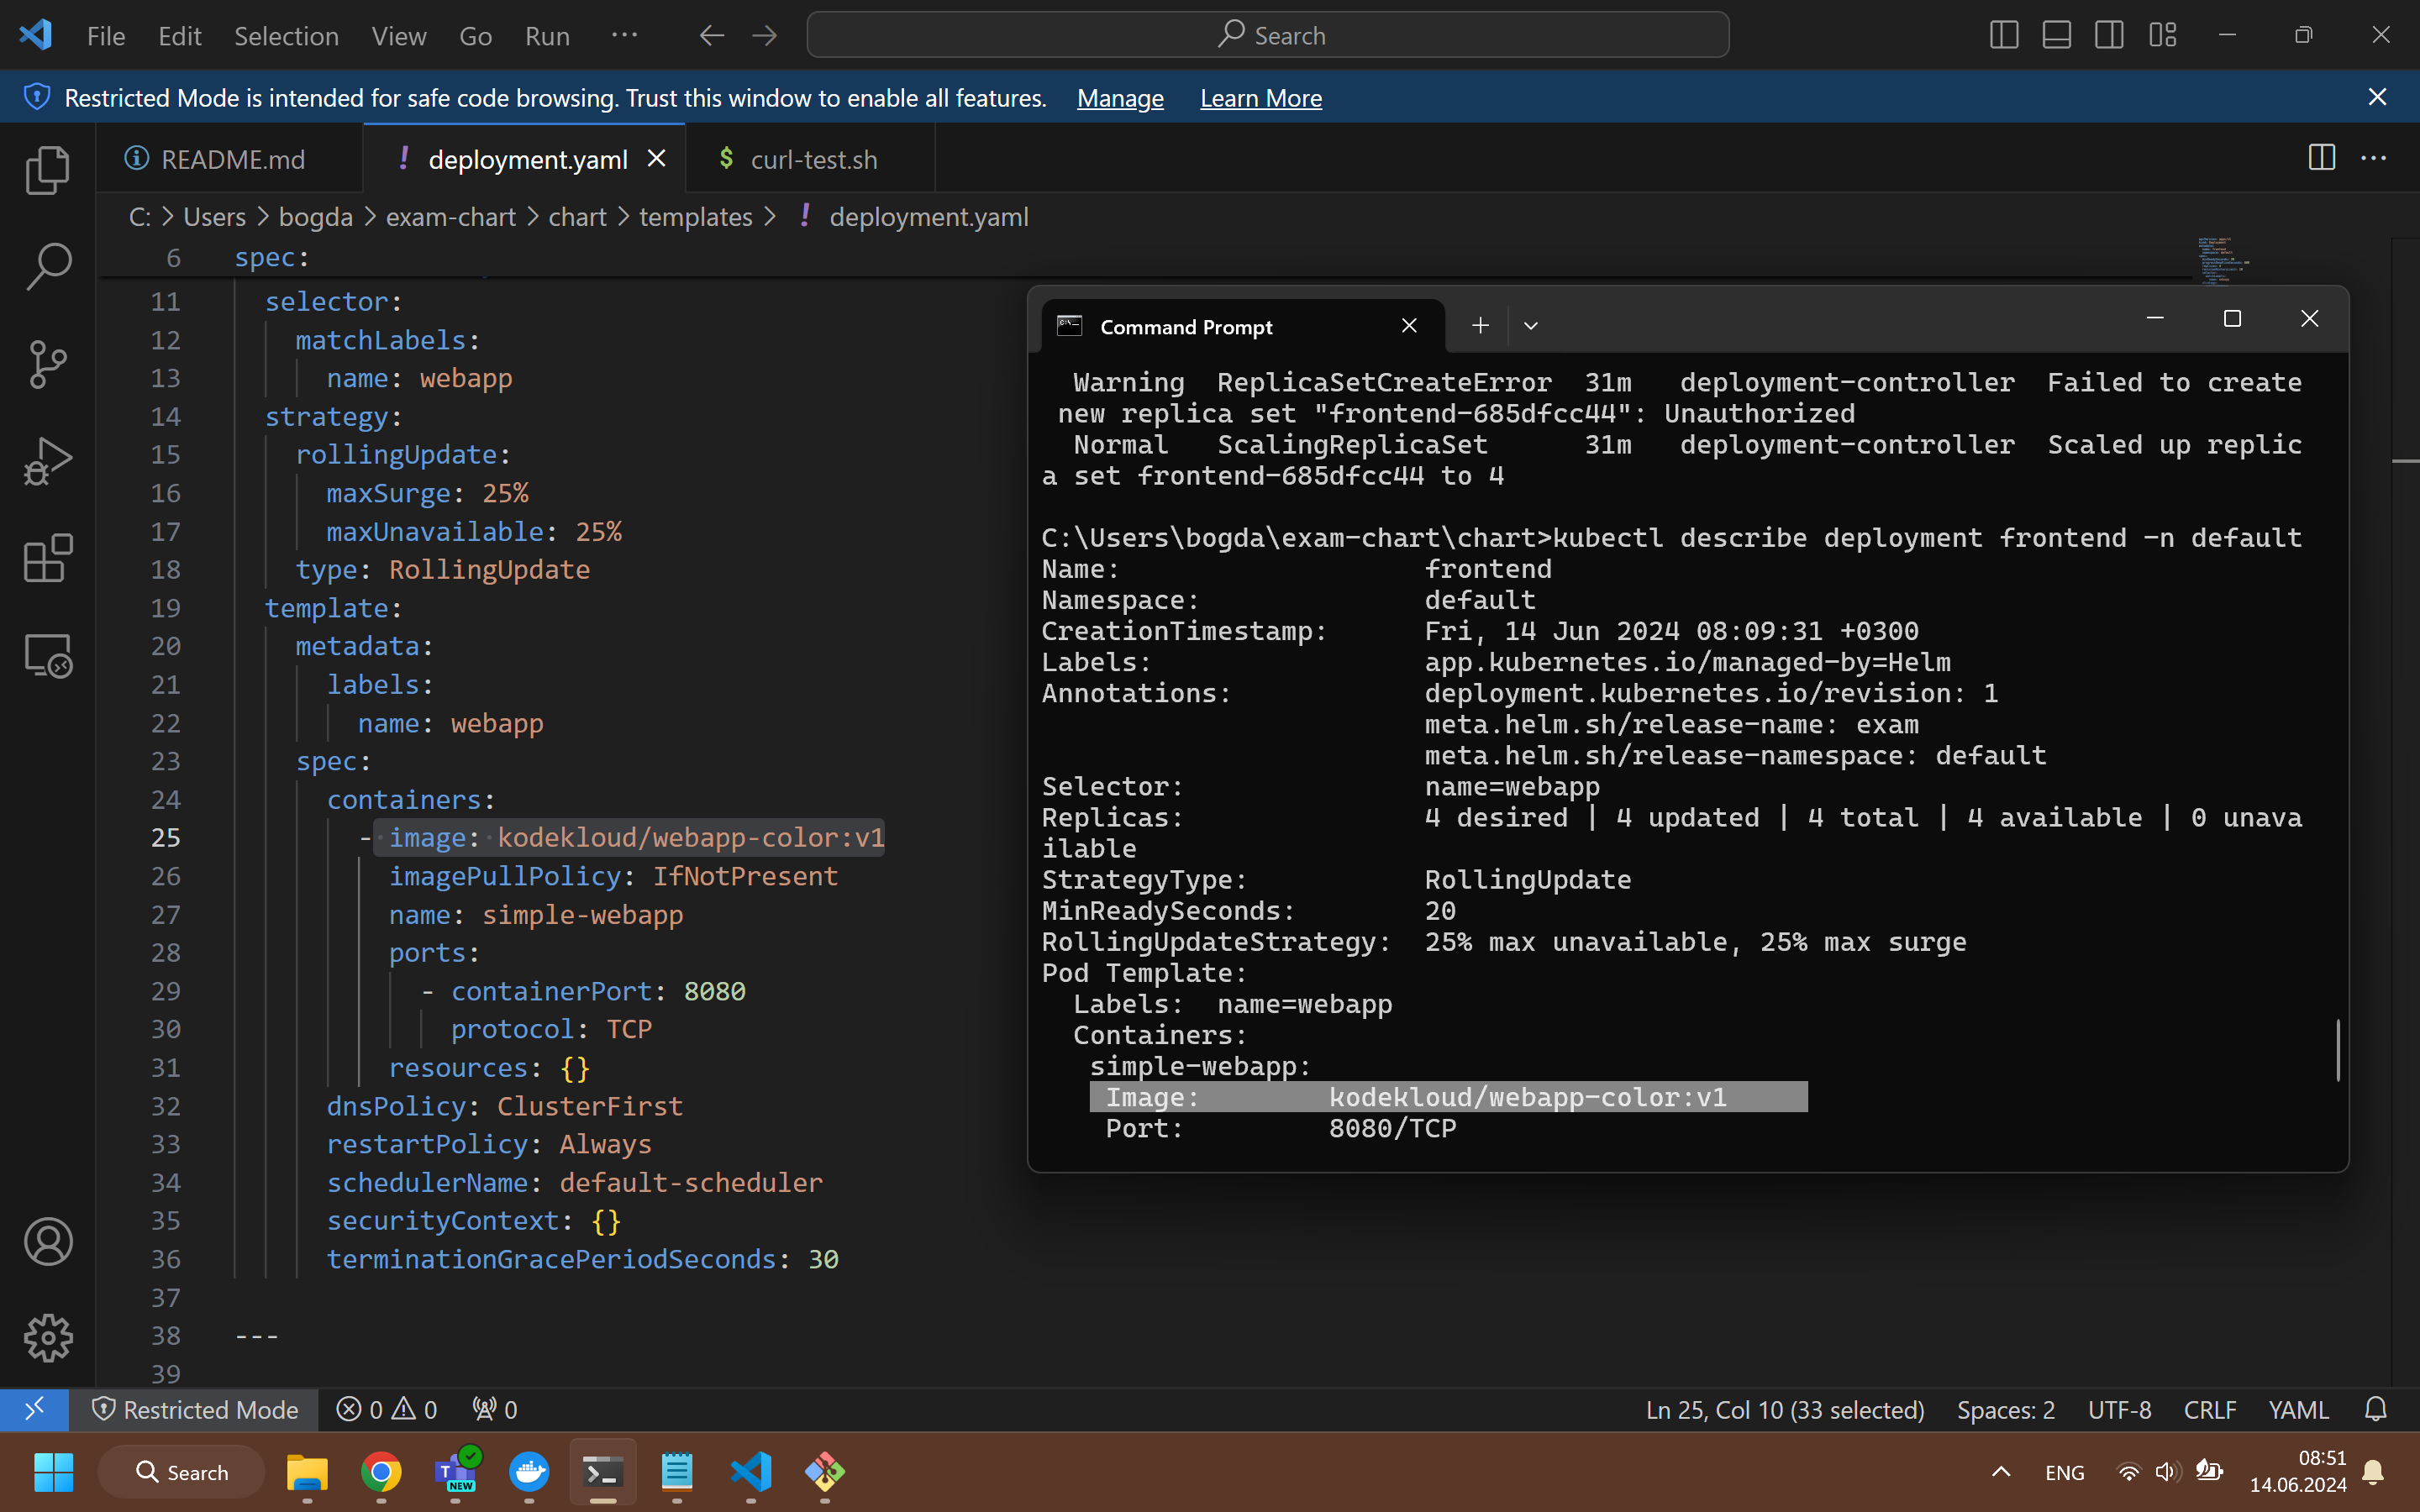 File Edit Selection View Go Run ··· Search
Restricted Mode is intended for safe code browsing. Trust this window to enable all features. Manage Learn More
README.md ! deployment.yaml $ curl-test.sh
C: > Users > bogda > exam-chart > chart > templates > ! deployment.yaml
6 spec:
11 selector:
12 matchLabels:
13 name: webapp
14 strategy:
15 rollingUpdate:
16 maxSurge: 25%
17 maxUnavailable: 25%
18 type: RollingUpdate
19 template:
20 metadata:
21 labels:
22 name: webapp
23 spec:
24 containers:
25 - image: kodekloud/webapp-color:v1
26 imagePullPolicy: IfNotPresent
27 name: simple-webapp
28 ports:
29 - containerPort: 8080
30 protocol: TCP
31 resources: {}
32 dnsPolicy: ClusterFirst
33 restartPolicy: Always
34 schedulerName: default-scheduler
35 securityContext: {}
36 terminationGracePeriodSeconds: 30
37
38 ---
39
Command Prompt
Warning ReplicaSetCreateError 31m deployment-controller Failed to create
new replica set "frontend-685dfcc44": Unauthorized
Normal ScalingReplicaSet 31m deployment-controller Scaled up replic
a set frontend-685dfcc44 to 4
C:\Users\bogda\exam-chart\chart>kubectl describe deployment frontend -n default
Name: frontend
Namespace: default
CreationTimestamp: Fri, 14 Jun 2024 08:09:31 +0300
Labels: app.kubernetes.io/managed-by=Helm
Annotations: deployment.kubernetes.io/revision: 1
meta.helm.sh/release-name: exam
meta.helm.sh/release-namespace: default
Selector: name=webapp
Replicas: 4 desired | 4 updated | 4 total | 4 available | 0 unava
ilable
StrategyType: RollingUpdate
MinReadySeconds: 20
RollingUpdateStrategy: 25% max unavailable, 25% max surge
Pod Template:
Labels: name=webapp
Containers:
simple-webapp:
Image: kodekloud/webapp-color:v1
Port: 8080/TCP
Restricted Mode 0 0 0 Ln 25, Col 10 (33 selected) Spaces: 2 UTF-8 CRLF YAML
Search NEW ENG 08:51
14.06.2024